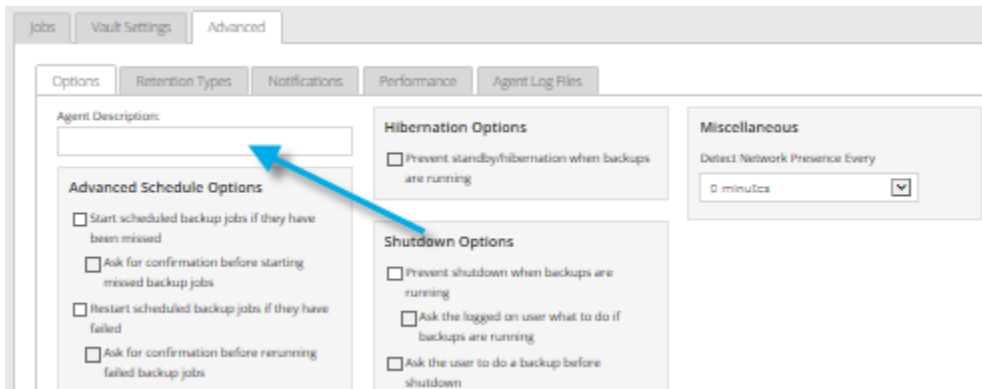 Jobs
Vault Settings
Advanced
Options
Retention Types
Notifications
Performance
Agent Log Files
Agent Description:
Advanced Schedule Options
Start scheduled backup jobs if they have
been missed
Ask for confirmation before starting
missed backup jobs
Restart scheduled backup jobs if they have
failed
Ask for confirmation before rerunning
failed backup jobs
Hibernation Options
Prevent standby/hibernation when backups
are running
Shutdown Options
Prevent shutdown when backups are
running
Ask the logged on user what to do if
backups are running
Ask the user to do a backup before
shutdown
Miscellaneous
Detect Network Presence Every
0 minutes